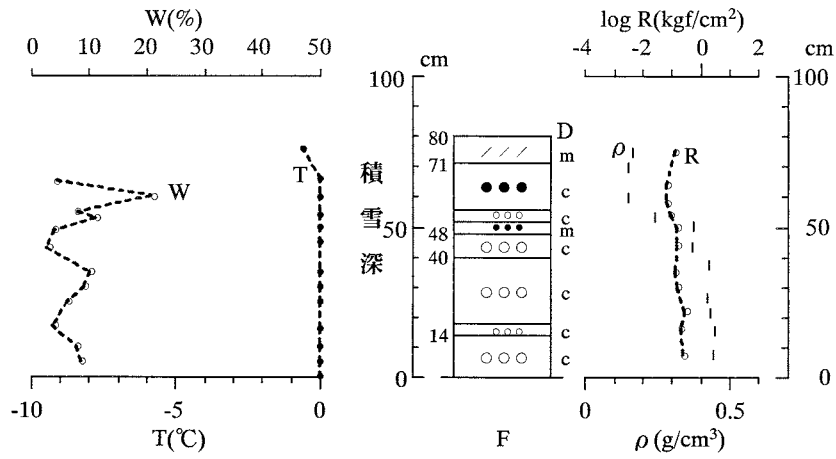 W(%)
0 10 20 30 40 50
cm
100
50
0
-10 -5 0
T(℃)
T
W
積雪深
80
71
48
40
14
D
m
c
c
m
c
c
c
c
F
log R(kgf/cm²)
-4 -2 0 2
cm
100
50
0
ρ
R
0 0.5
ρ (g/cm³)